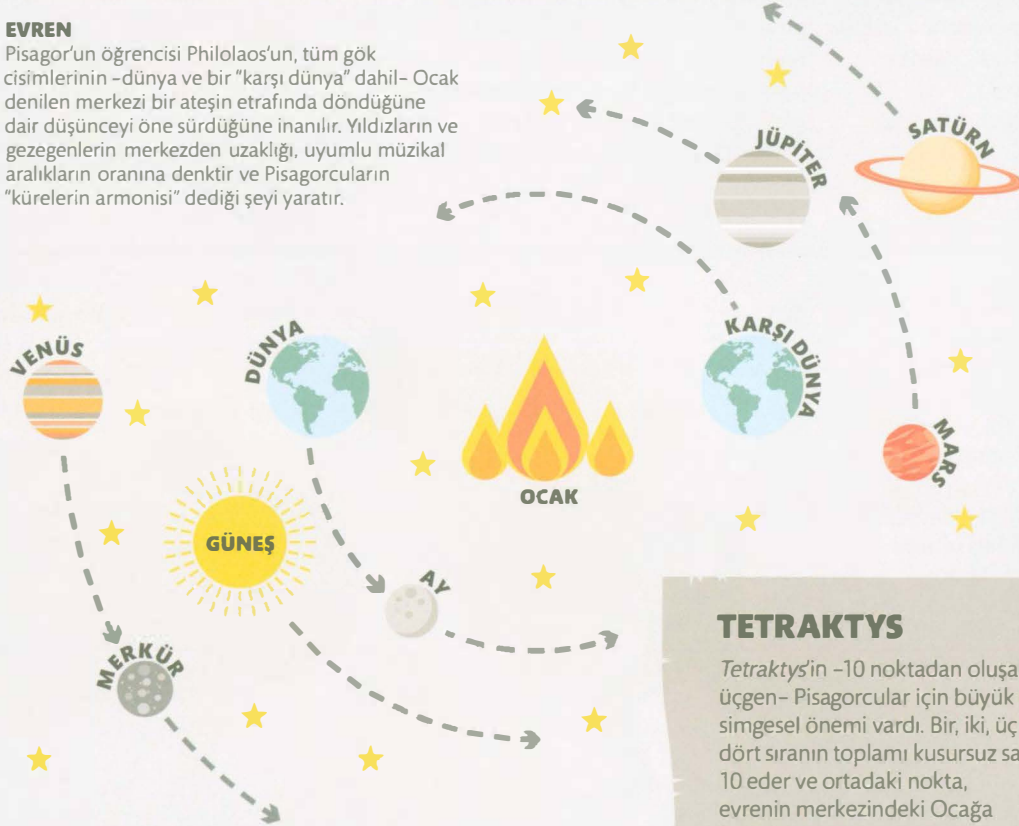 EVREN
Pisagor'un öğrencisi Philolaos'un, tüm gök
cisimlerinin –dünya ve bir "karşı dünya" dahil– Ocak
denilen merkezi bir ateşin etrafında döndüğüne
dair düşünceyi öne sürdüğüne inanılır. Yıldızların ve
gezegenlerin merkezden uzaklığı, uyumlu müzikal
aralıkların oranına denktir ve Pisagorcuların
"kürelerin armonisi" dediği şeyi yaratır.
JÜPİTER
SATÜRN
VENÜS
DÜNYA
KARŞI DÜNYA
MARS
OCAK
GÜNEŞ
AY
MERKÜR
TETRAKTYS
Tetraktys'in –10 noktadan oluşa
üçgen– Pisagorcular için büyük
simgesel önemi vardı. Bir, iki, üç
dört sıranın toplamı kusursuz sa
10 eder ve ortadaki nokta,
evrenin merkezindeki Ocağa